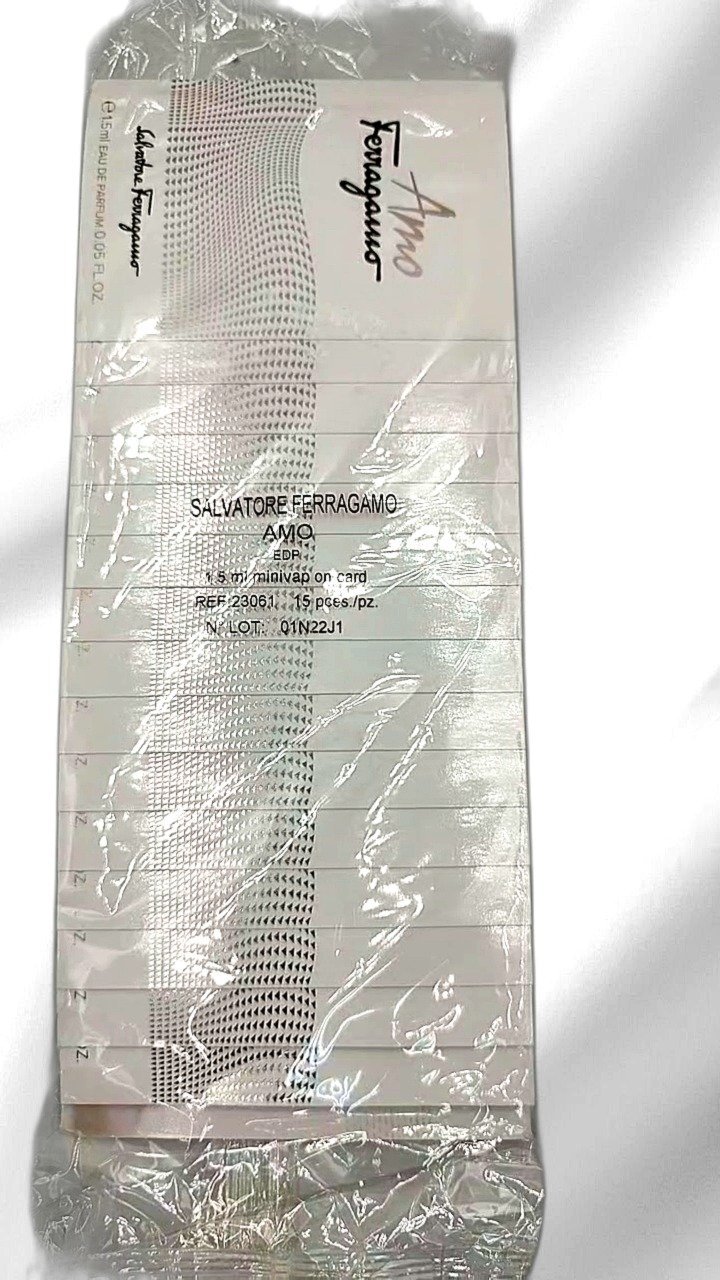 Amo
Ferragamo
Salvatore Ferragamo
e 1.5ml EAU DE PARFUM 0.05 FL.OZ.
SALVATORE FERRAGAMO
AMO
EDP
1.5 ml minivap on card
REF:23061 15 pces./pz.
N° LOT: 01N22J1
Z.
Z.
Z.
Z.
Z.
Z.
Z
Z.